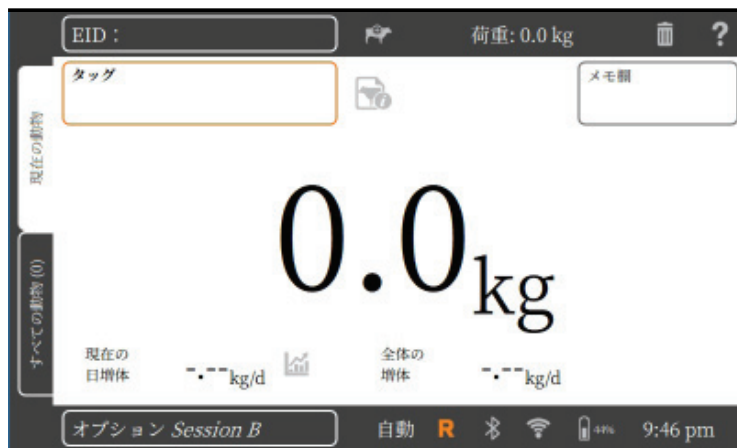 EID：
荷重: 0.0 kg
?
タッグ
メモ欄
現在の動物
すべての動物 (0)
0.0kg
現在の
日増体
-.--kg/d
全体の
増体
-.--kg/d
オプション Session B
自動
R
44%
9:46 pm